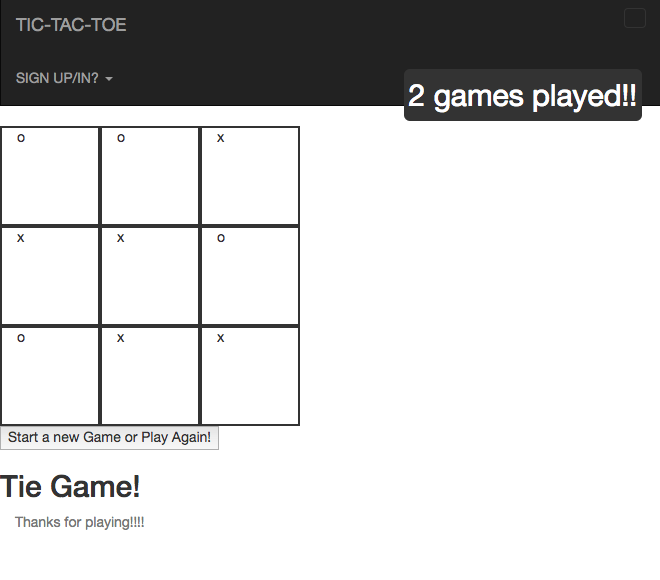 TIC-TAC-TOE
SIGN UP/IN?
2 games played!!
o o x
x x o
o x x
Start a new Game or Play Again!
Tie Game!
Thanks for playing!!!!